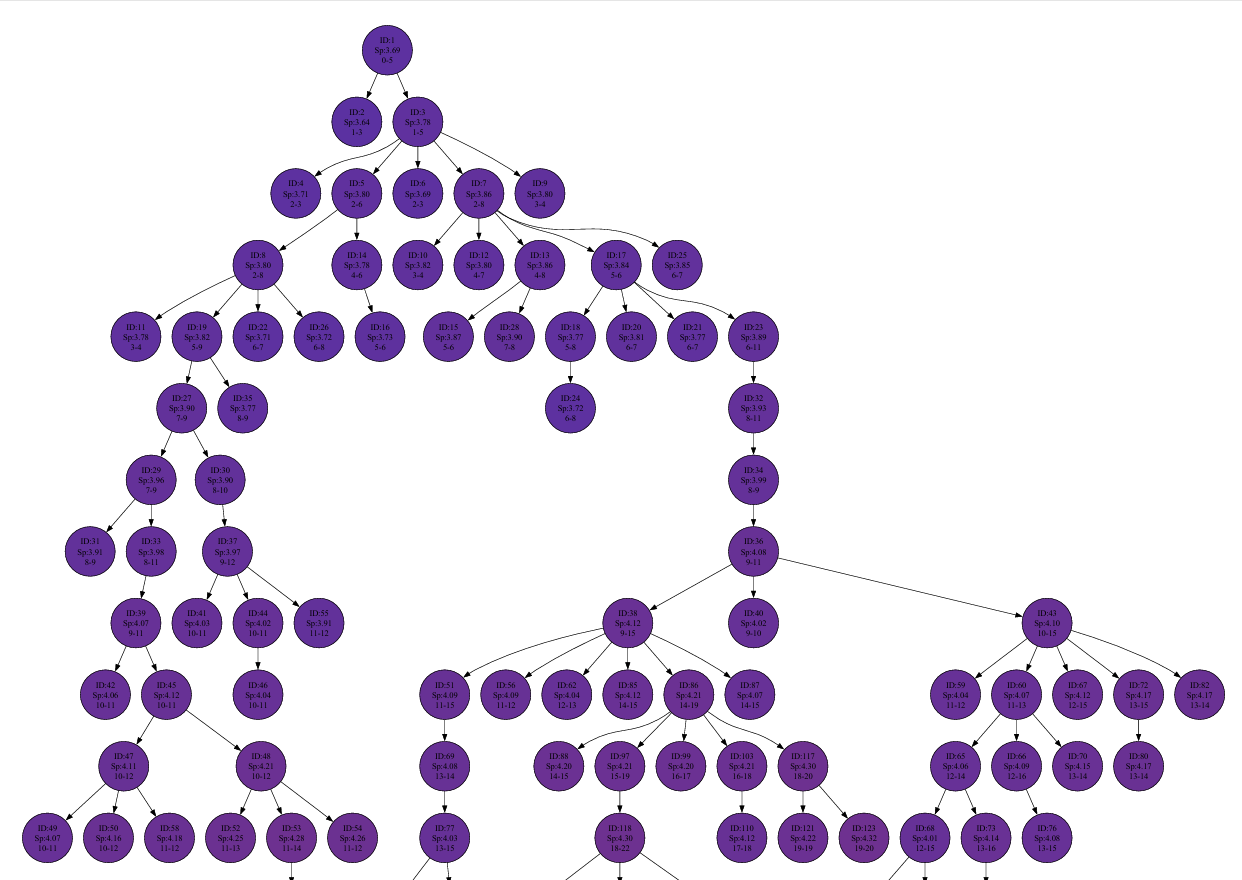 ID:1
Sp:3.69
0-5
ID:2
Sp:3.64
1-3
ID:3
Sp:3.78
1-5
ID:4
Sp:3.71
2-3
ID:5
Sp:3.80
2-6
ID:6
Sp:3.69
2-3
ID:7
Sp:3.86
2-8
ID:9
Sp:3.80
3-4
ID:8
Sp:3.80
2-8
ID:14
Sp:3.78
4-6
ID:10
Sp:3.82
3-4
ID:12
Sp:3.80
4-7
ID:13
Sp:3.86
4-8
ID:17
Sp:3.84
5-6
ID:25
Sp:3.85
6-7
ID:11
Sp:3.78
3-4
ID:19
Sp:3.82
5-9
ID:22
Sp:3.71
6-7
ID:26
Sp:3.72
6-8
ID:16
Sp:3.73
5-6
ID:15
Sp:3.87
5-6
ID:28
Sp:3.90
7-8
ID:18
Sp:3.77
5-8
ID:20
Sp:3.81
6-7
ID:21
Sp:3.77
6-7
ID:23
Sp:3.89
6-11
ID:27
Sp:3.90
7-9
ID:35
Sp:3.77
8-9
ID:24
Sp:3.72
6-8
ID:32
Sp:3.93
8-11
ID:29
Sp:3.96
7-9
ID:30
Sp:3.90
8-10
ID:34
Sp:3.99
8-9
ID:31
Sp:3.91
8-9
ID:33
Sp:3.98
8-11
ID:37
Sp:3.97
9-12
ID:36
Sp:4.08
9-11
ID:39
Sp:4.07
9-11
ID:41
Sp:4.03
10-11
ID:44
Sp:4.02
10-11
ID:55
Sp:3.91
11-12
ID:38
Sp:4.12
9-15
ID:40
Sp:4.02
9-10
ID:43
Sp:4.10
10-15
ID:42
Sp:4.06
10-11
ID:45
Sp:4.12
10-11
ID:46
Sp:4.04
10-11
ID:51
Sp:4.09
11-15
ID:56
Sp:4.09
11-12
ID:62
Sp:4.04
12-13
ID:85
Sp:4.12
14-15
ID:86
Sp:4.21
14-19
ID:87
Sp:4.07
14-15
ID:59
Sp:4.04
11-12
ID:60
Sp:4.07
11-13
ID:67
Sp:4.12
12-15
ID:72
Sp:4.17
13-15
ID:82
Sp:4.17
13-14
ID:47
Sp:4.11
10-12
ID:48
Sp:4.21
10-12
ID:69
Sp:4.08
13-14
ID:88
Sp:4.20
14-15
ID:97
Sp:4.21
15-19
ID:99
Sp:4.20
16-17
ID:103
Sp:4.21
16-18
ID:117
Sp:4.30
18-20
ID:65
Sp:4.06
12-14
ID:66
Sp:4.09
12-16
ID:70
Sp:4.15
13-14
ID:80
Sp:4.17
13-14
ID:49
Sp:4.07
10-11
ID:50
Sp:4.16
10-12
ID:58
Sp:4.18
11-12
ID:52
Sp:4.25
11-13
ID:53
Sp:4.28
11-14
ID:54
Sp:4.26
11-12
ID:77
Sp:4.03
13-15
ID:118
Sp:4.30
18-22
ID:110
Sp:4.12
17-18
ID:121
Sp:4.22
19-19
ID:123
Sp:4.32
19-20
ID:68
Sp:4.01
12-15
ID:73
Sp:4.14
13-16
ID:76
Sp:4.08
13-15